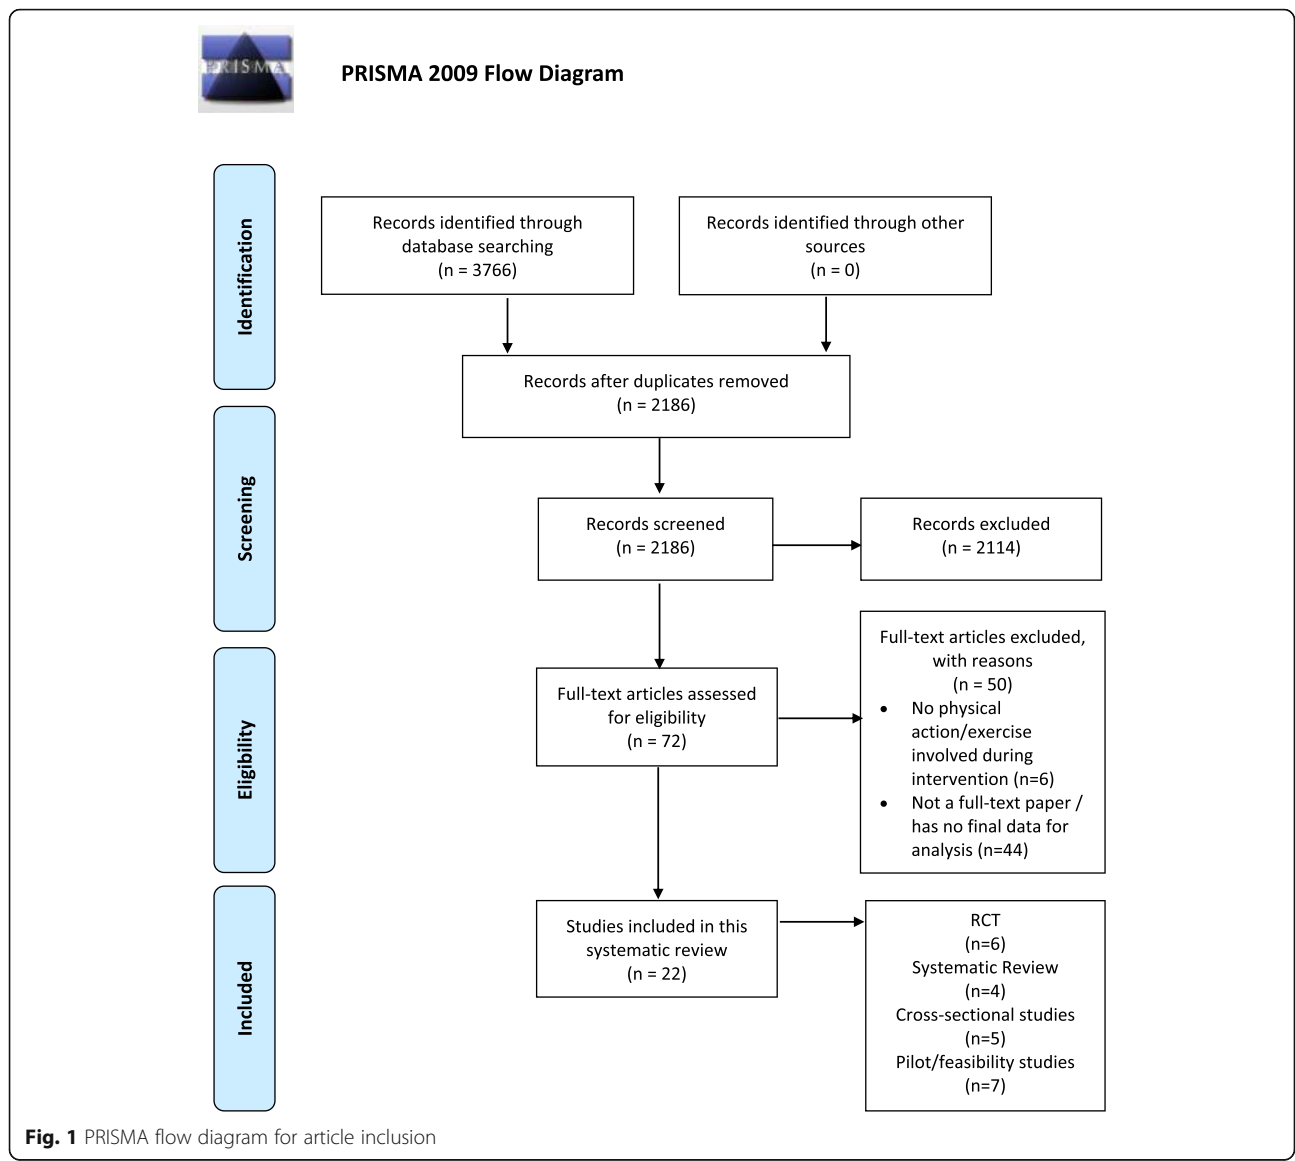 PRISMA
PRISMA 2009 Flow Diagram
Identification
Records identified through
database searching
(n = 3766)
Records identified through other
sources
(n = 0)
Records after duplicates removed
(n = 2186)
Screening
Records screened
(n = 2186)
Records excluded
(n = 2114)
Eligibility
Full-text articles assessed
for eligibility
(n = 72)
Full-text articles excluded,
with reasons
(n = 50)
• No physical
action/exercise
involved during
intervention (n=6)
• Not a full-text paper /
has no final data for
analysis (n=44)
Included
Studies included in this
systematic review
(n = 22)
RCT
(n=6)
Systematic Review
(n=4)
Cross-sectional studies
(n=5)
Pilot/feasibility studies
(n=7)
Fig. 1 PRISMA flow diagram for article inclusion